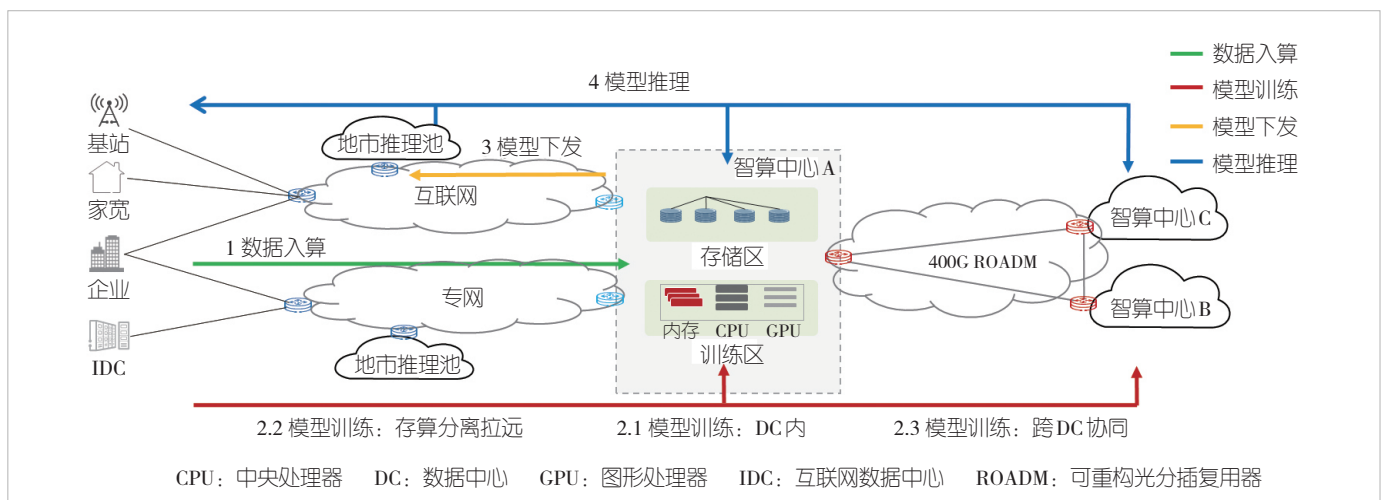 4 模型推理
数据入算
模型训练
模型下发
模型推理
基站
家宽
企业
IDC
地市推理池
3 模型下发
互联网
1 数据入算
专网
地市推理池
智算中心 A
存储区
内存 CPU GPU
训练区
400G ROADM
智算中心 C
智算中心 B
2.2 模型训练：存算分离拉远
2.1 模型训练：DC 内
2.3 模型训练：跨 DC 协同
CPU：中央处理器 DC：数据中心 GPU：图形处理器 IDC：互联网数据中心 ROADM：可重构光分插复用器